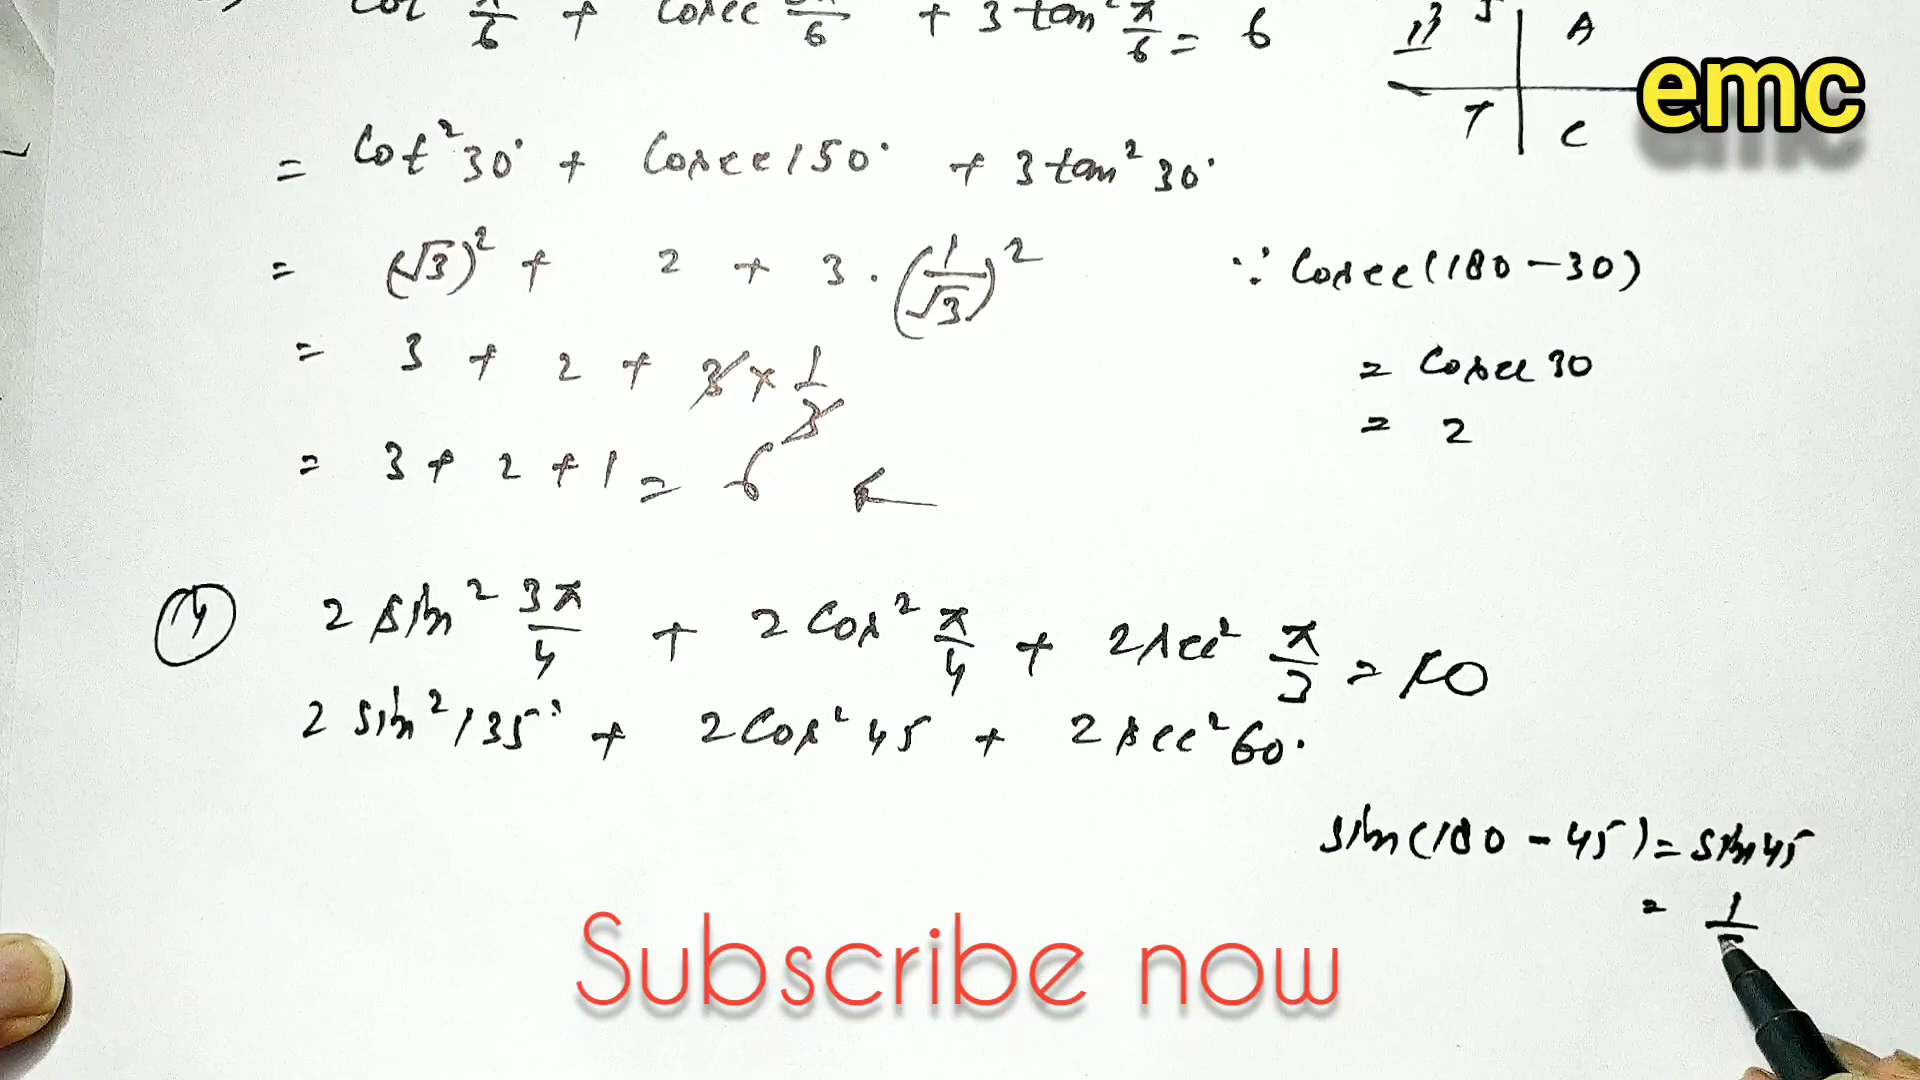 cot² π/6 + cosec 5π/6 + 3 tan² π/6 = 6
S A
T C
emc
= cot² 30° + cosec 150° + 3 tan² 30°
= (√3)² + 2 + 3 · (1/√3)²
∵ cosec (180 - 30)
= 3 + 2 + 3 × 1/3
= cosec 30
= 2
= 3 + 2 + 1 = 6
4 2 sin² 3π/4 + 2 cos² π/4 + 2 sec² π/3 = 10
2 sin² 135° + 2 cos² 45 + 2 sec² 60°
sin (180 - 45) = sin 45
= 1/
Subscribe now